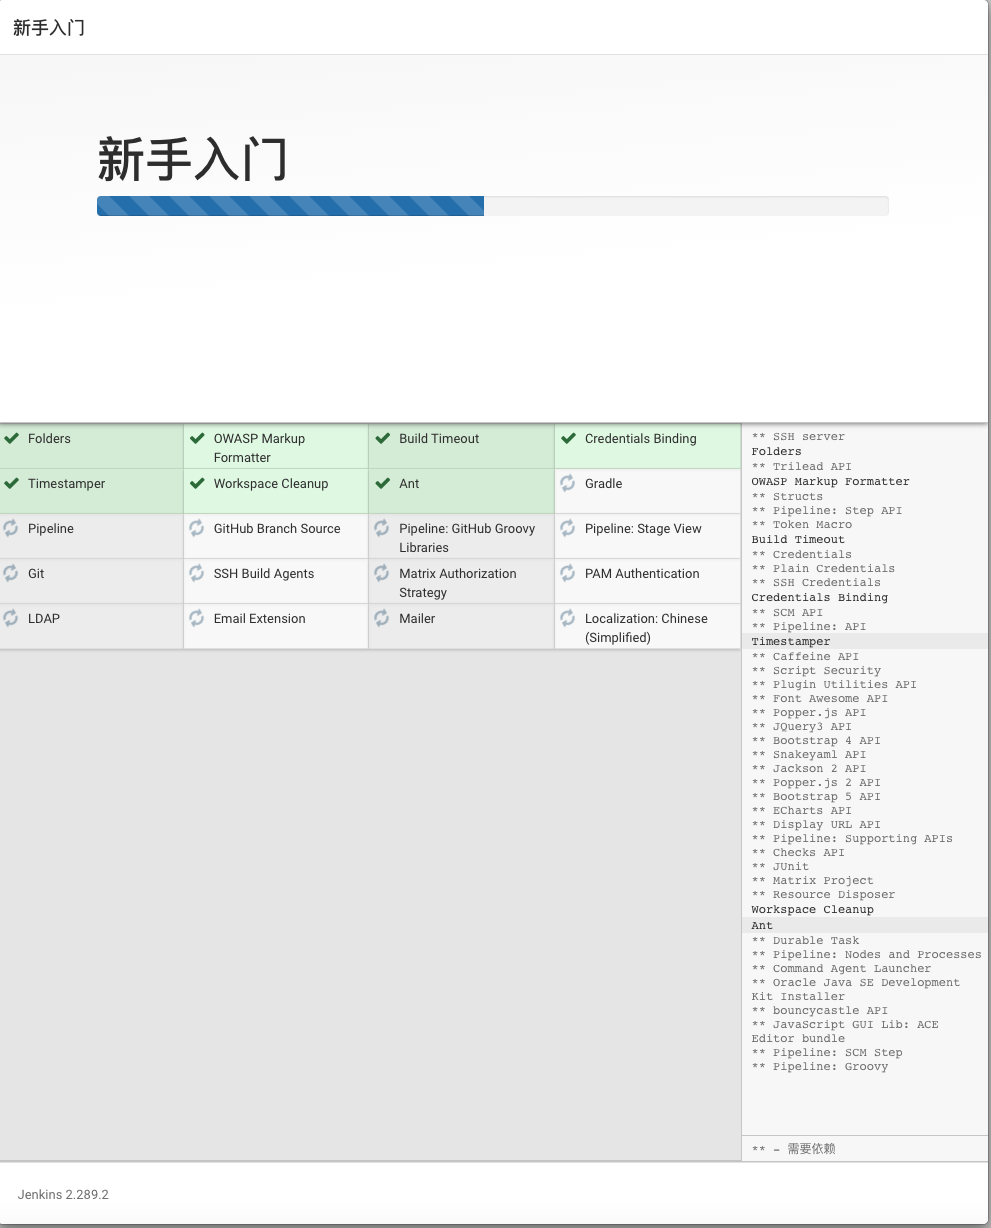 新手入门
新手入门
Folders
OWASP Markup
Formatter
Build Timeout
Credentials Binding
Timestamper
Workspace Cleanup
Ant
Gradle
Pipeline
GitHub Branch Source
Pipeline: GitHub Groovy
Libraries
Pipeline: Stage View
Git
SSH Build Agents
Matrix Authorization
Strategy
PAM Authentication
LDAP
Email Extension
Mailer
Localization: Chinese
(Simplified)
** SSH server
Folders
** Trilead API
OWASP Markup Formatter
** Structs
** Pipeline: Step API
** Token Macro
Build Timeout
** Credentials
** Plain Credentials
** SSH Credentials
Credentials Binding
** SCM API
** Pipeline: API
Timestamper
** Caffeine API
** Script Security
** Plugin Utilities API
** Font Awesome API
** Popper.js API
** JQuery3 API
** Bootstrap 4 API
** Snakeyaml API
** Jackson 2 API
** Popper.js 2 API
** Bootstrap 5 API
** ECharts API
** Display URL API
** Pipeline: Supporting APIs
** Checks API
** JUnit
** Matrix Project
** Resource Disposer
Workspace Cleanup
Ant
** Durable Task
** Pipeline: Nodes and Processes
** Command Agent Launcher
** Oracle Java SE Development
Kit Installer
** bouncycastle API
** JavaScript GUI Lib: ACE
Editor bundle
** Pipeline: SCM Step
** Pipeline: Groovy
** - 需要依赖
Jenkins 2.289.2